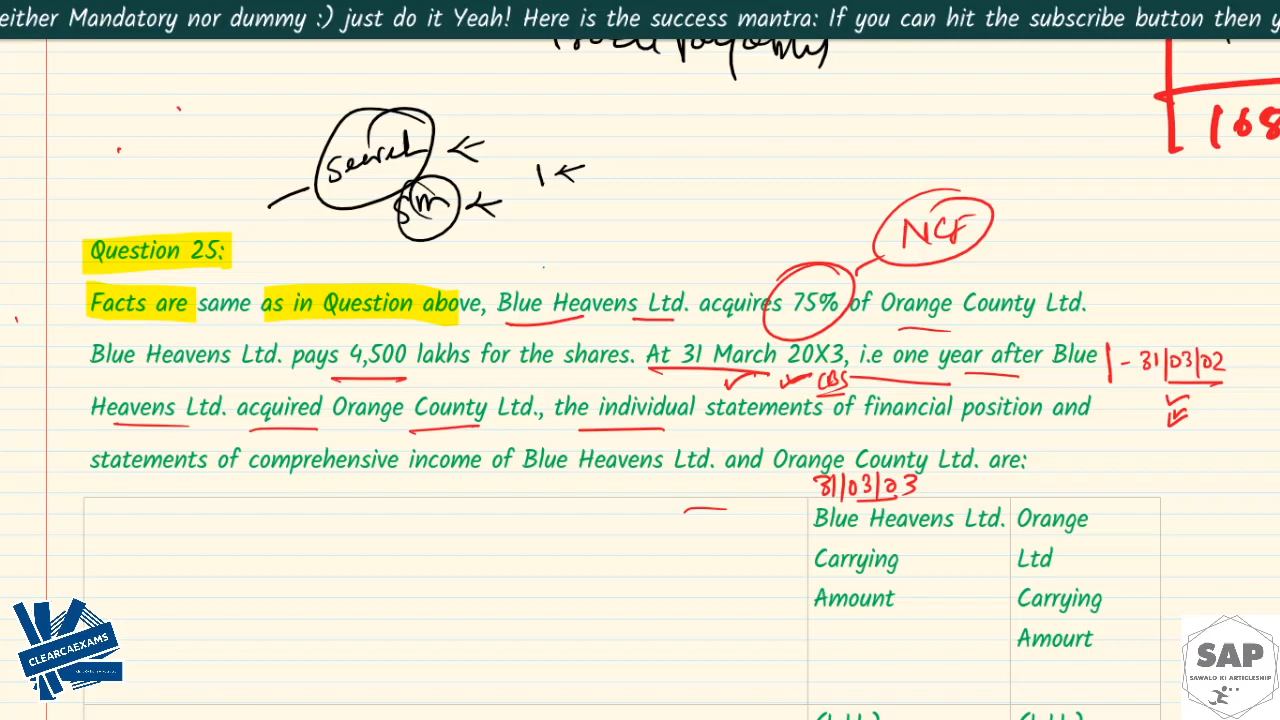 either Mandatory nor dummy :) just do it Yeah! Here is the success mantra: If you can hit the subscribe button then y
168
Search
SM
1
NCF
Question 25:
Facts are same as in Question above, Blue Heavens Ltd. acquires 75% of Orange County Ltd.
Blue Heavens Ltd. pays 4,500 lakhs for the shares. At 31 March 20X3, i.e one year after Blue
1 - 31/03/02
CBS
Heavens Ltd. acquired Orange County Ltd., the individual statements of financial position and
statements of comprehensive income of Blue Heavens Ltd. and Orange County Ltd. are:
31/03/03
Blue Heavens Ltd. Carrying Amount
Orange Ltd Carrying Amourt
CLEARCAEXAMS
SAP
SAWALO KI ARTICLESHIP